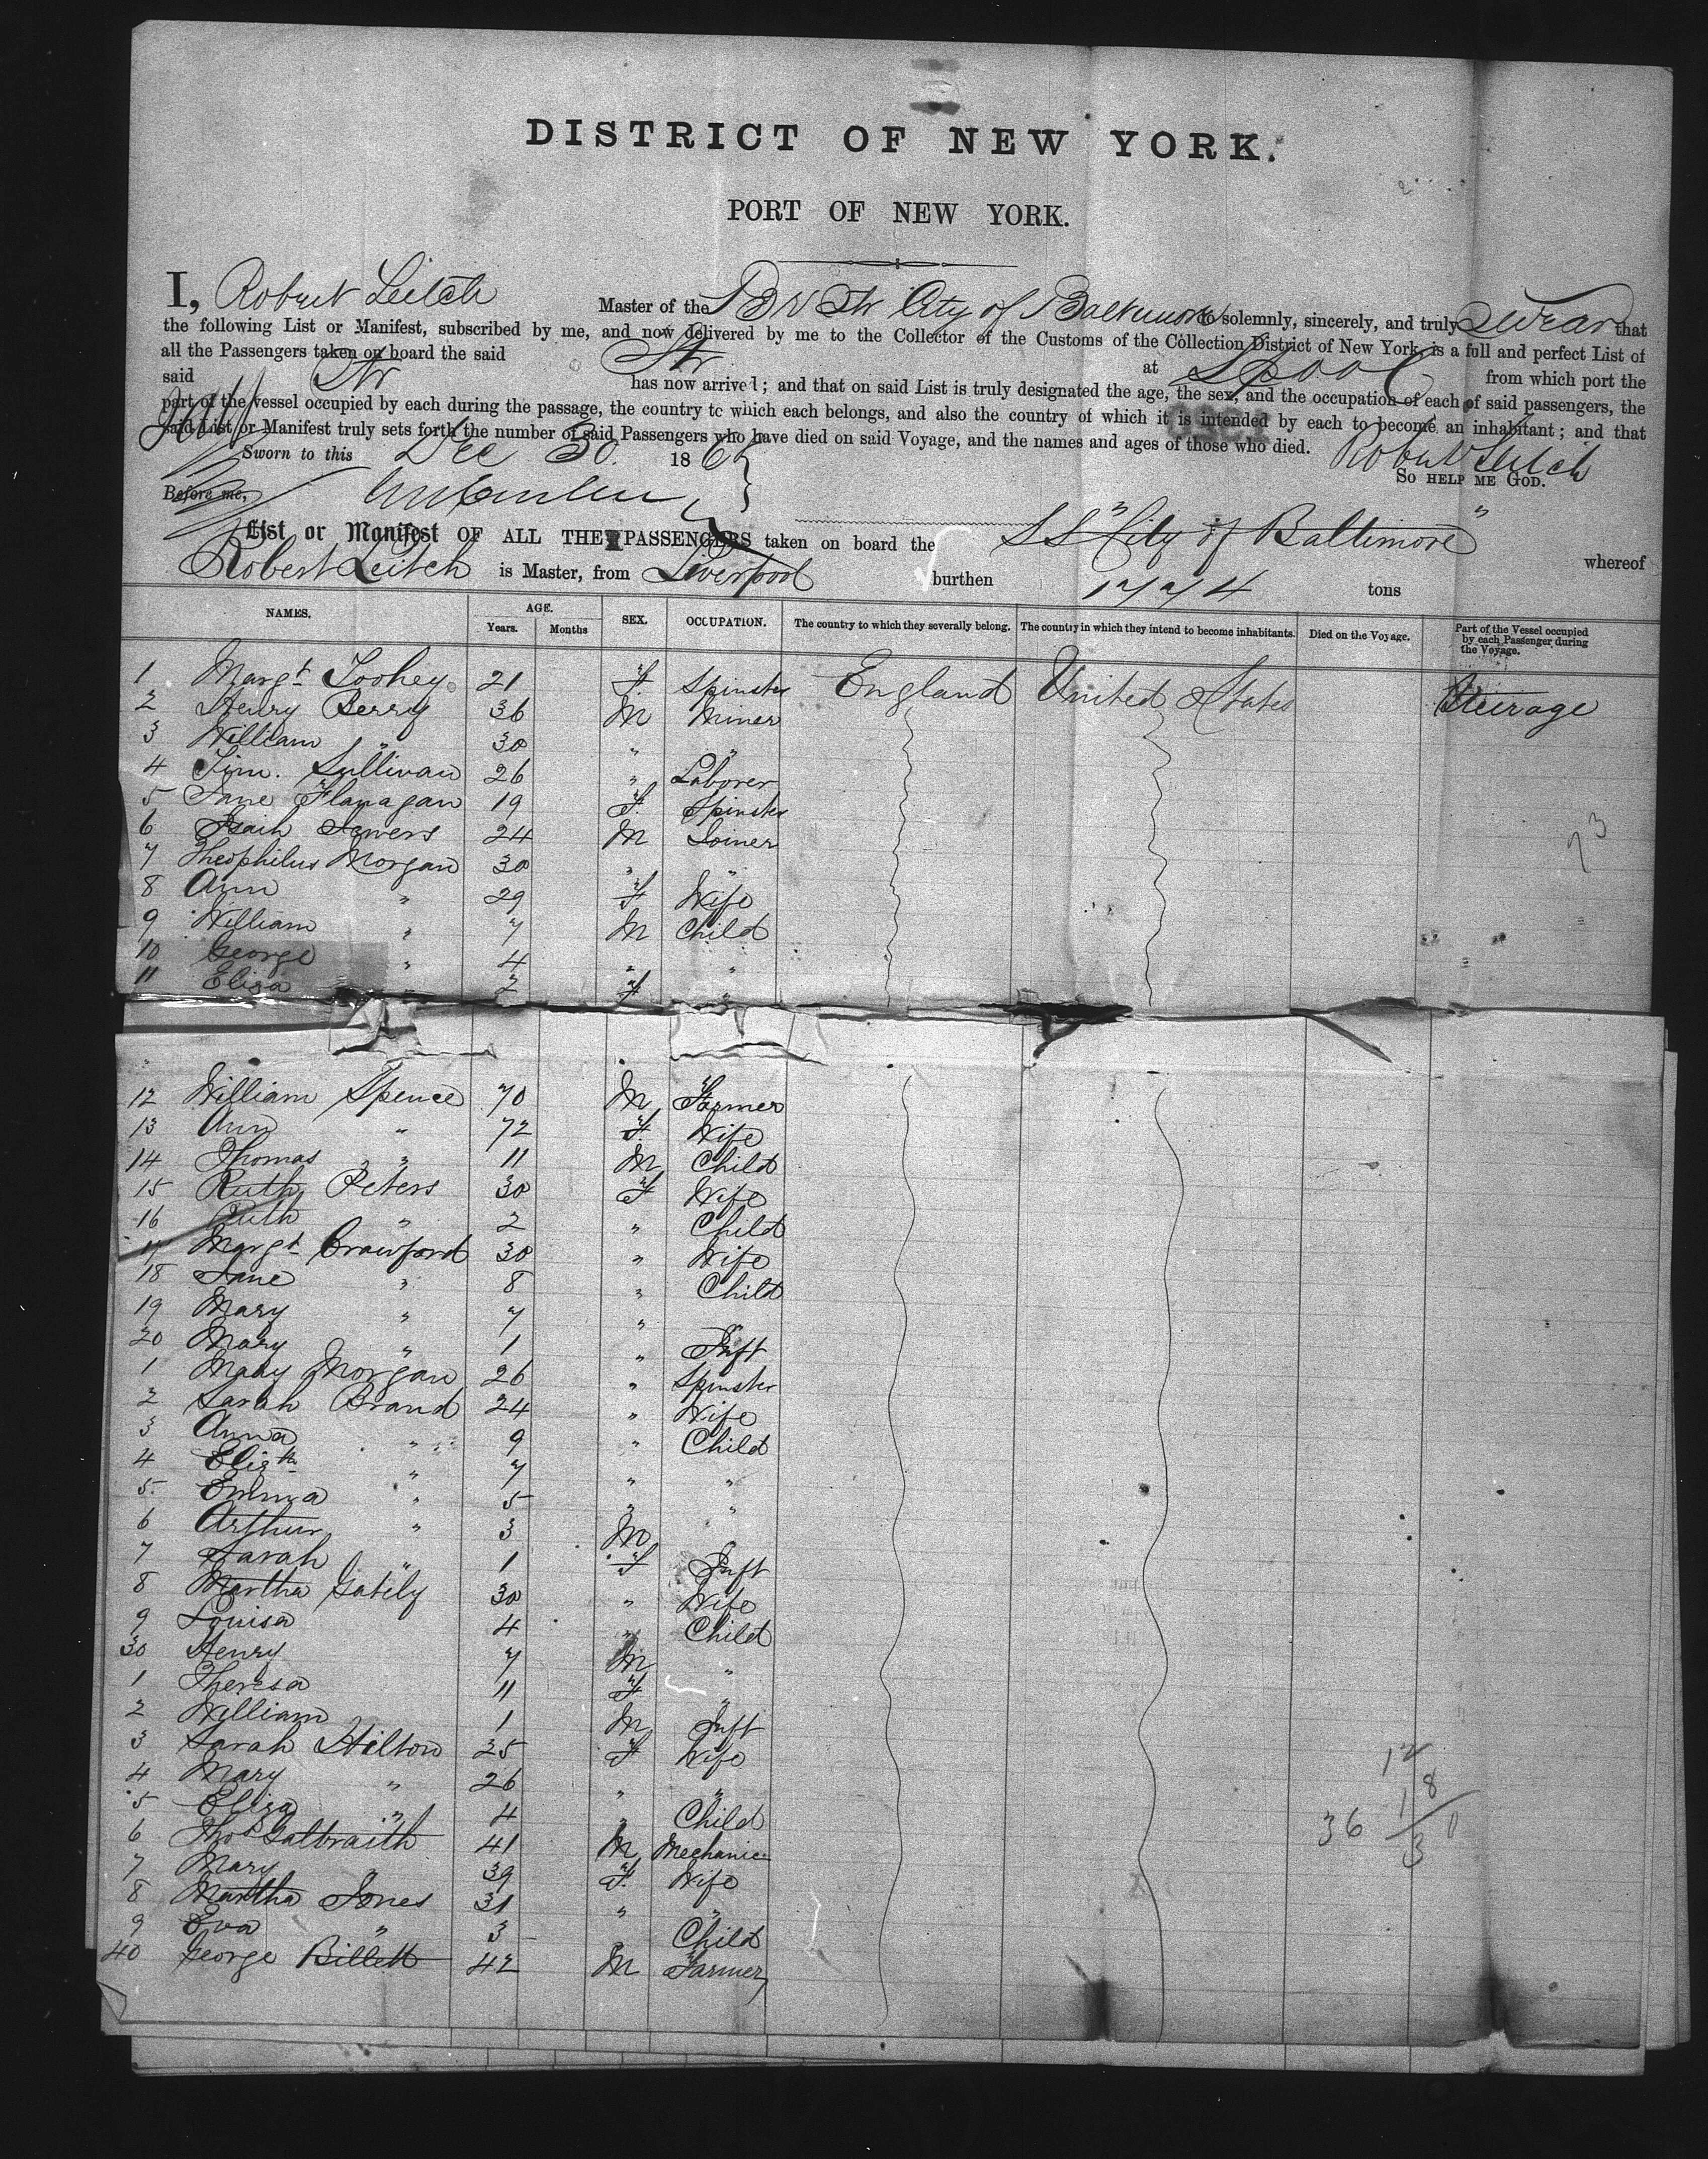 DISTRICT OF NEW YORK.
PORT OF NEW YORK.
I, Robert Leitch Master of the Br Str City of Baltimore do solemnly, sincerely, and truly Swear that
the following List or Manifest, subscribed by me, and now delivered by me to the Collector of the Customs of the Collection District of New York, is a full and perfect List of
all the Passengers taken on board the said Str at Lpool from which port the
said Str has now arrived; and that on said List is truly designated the age, the sex, and the occupation of each of said passengers, the
part of the vessel occupied by each during the passage, the country to which each belongs, and also the country of which it is intended by each to become an inhabitant; and that
said List or Manifest truly sets forth the number of said Passengers who have died on said Voyage, and the names and ages of those who died. Robert Leitch
Sworn to this Dec 30. 186 So HELP ME GOD.
Before me,
List or Manifest OF ALL THE PASSENGERS taken on board the S S "City of Baltimore" whereof
Robert Leitch is Master, from Liverpool burthen 1774 tons
NAMES. AGE. Years. Months SEX. OCCUPATION. The country to which they severally belong. The country in which they intend to become inhabitants. Died on the Voyage. Part of the Vessel occupied by each Passenger during the Voyage.
1 Margt Toohey 21 F. Spinster England United States Steerage
2 Henry Berry 36 M Miner
3 William " 30 " "
4 Tim. Sullivan 26 " Laborer
5 Jane Flanagan 19 F. Spinster
6 Isaih Sewers 24 M Joiner
7 Theophilus Morgan 30 " "
8 Ann " 29 F Wife
9 William " 7 M Child
10 George " 4 " "
11 Eliza " 2 F "
12 William Spence 70 M Farmer
13 Ann " 72 F. Wife
14 Thomas " 11 M Child
15 Ruth Peters 30 F Wife
16 Ruth " 2 " Child
17 Margt Crawford 30 " Wife
18 Jane " 8 " Child
19 Mary " 7 " "
20 Mary " 1 " Inft
1 Mary Morgan 26 " Spinster
2 Sarah Brand 24 " Wife
3 Anna " 9 " Child
4 Elizth " 7 " "
5 Emma " 5 " "
6 Arthur " 3 M "
7 Sarah " 1 F Inft
8 Martha Gately 30 " Wife
9 Louisa 4 " Child
30 Henry 7 M "
1 Theresa 11 F "
2 William 1 M Inft
3 Sarah Hilton 25 F Wife
4 Mary " 26 " "
5 Eliza " 4 " Child
6 Thos Galbraith 41 M Mechanic
7 Mary 39 F. Wife
8 Martha Jones 31 " "
9 Eva " 3 " Child
40 George Billett 42 M Farmer
73
12
18
36
30